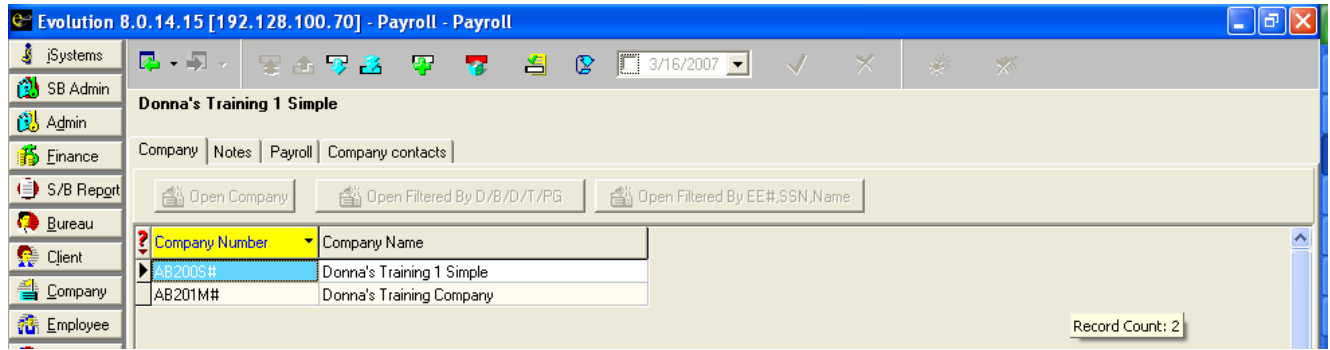 Evolution 8.0.14.15 [192.128.100.70] - Payroll - Payroll
iSystems
3/16/2007
SB Admin
Donna's Training 1 Simple
Admin
Company Notes Payroll Company contacts
Finance
S/B Report
Open Company Open Filtered By D/B/D/T/PG Open Filtered By EE#,SSN,Name
Bureau
Company Number Company Name
Client
AB200S# Donna's Training 1 Simple
Company
AB201M# Donna's Training Company
Employee
Record Count: 2